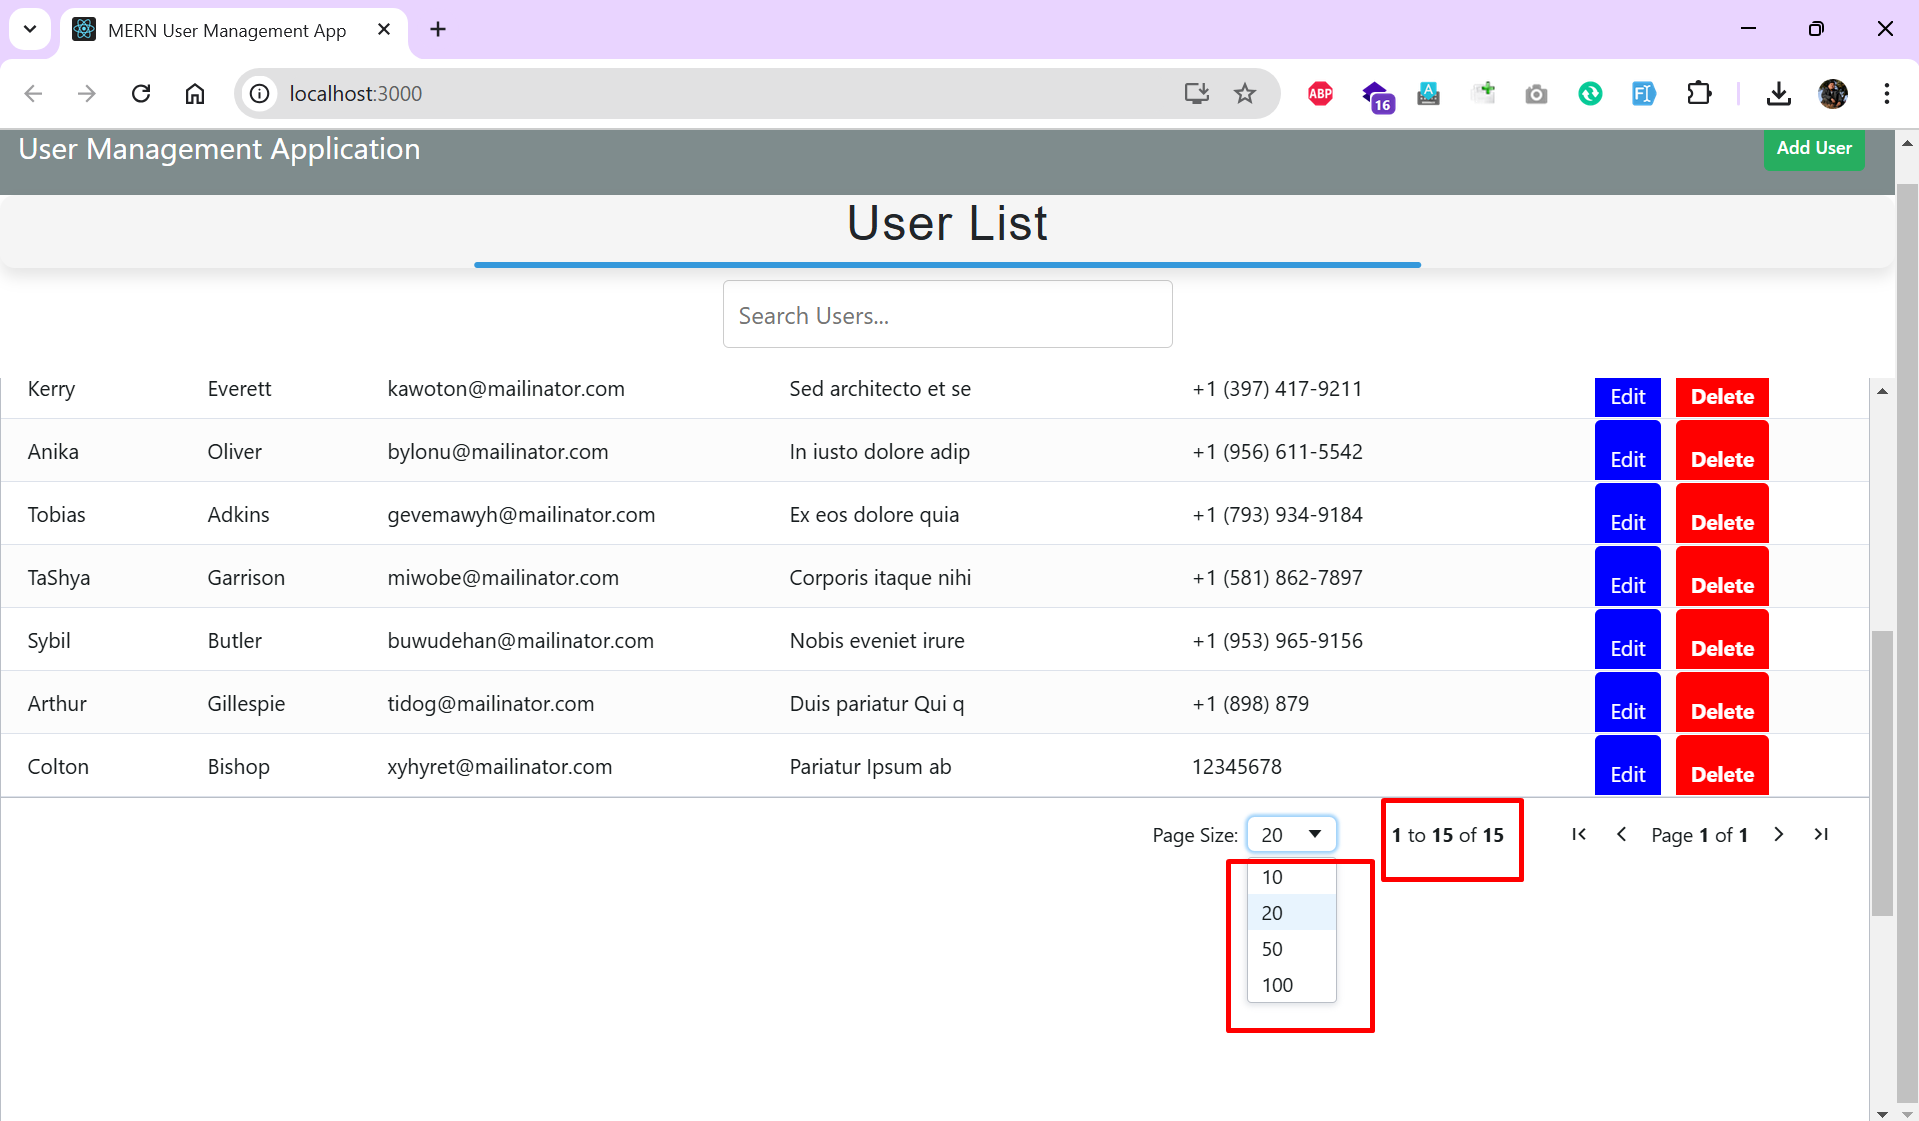 MERN User Management App
localhost:3000
ABP
16
A
FI
User Management Application
Add User
User List
Search Users...
Kerry Everett kawoton@mailinator.com Sed architecto et se +1 (397) 417-9211 Edit Delete
Anika Oliver bylonu@mailinator.com In iusto dolore adip +1 (956) 611-5542 Edit Delete
Tobias Adkins gevemawyh@mailinator.com Ex eos dolore quia +1 (793) 934-9184 Edit Delete
TaShya Garrison miwobe@mailinator.com Corporis itaque nihi +1 (581) 862-7897 Edit Delete
Sybil Butler buwudehan@mailinator.com Nobis eveniet irure +1 (953) 965-9156 Edit Delete
Arthur Gillespie tidog@mailinator.com Duis pariatur Qui q +1 (898) 879 Edit Delete
Colton Bishop xyhyret@mailinator.com Pariatur Ipsum ab 12345678 Edit Delete
Page Size: 20 1 to 15 of 15 Page 1 of 1
10
20
50
100